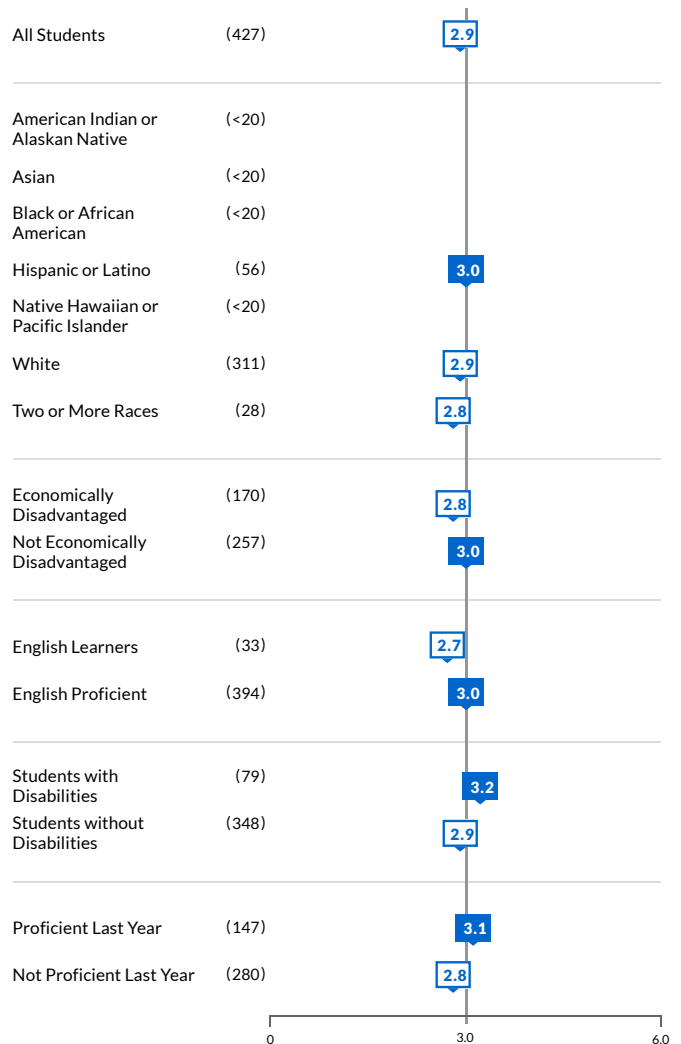 All Students (427) 2.9
American Indian or (<20)
Alaskan Native
Asian (<20)
Black or African (<20)
American
Hispanic or Latino (56) 3.0
Native Hawaiian or (<20)
Pacific Islander
White (311) 2.9
Two or More Races (28) 2.8
Economically (170) 2.8
Disadvantaged
Not Economically (257) 3.0
Disadvantaged
English Learners (33) 2.7
English Proficient (394) 3.0
Students with (79) 3.2
Disabilities
Students without (348) 2.9
Disabilities
Proficient Last Year (147) 3.1
Not Proficient Last Year (280) 2.8
0 3.0 6.0